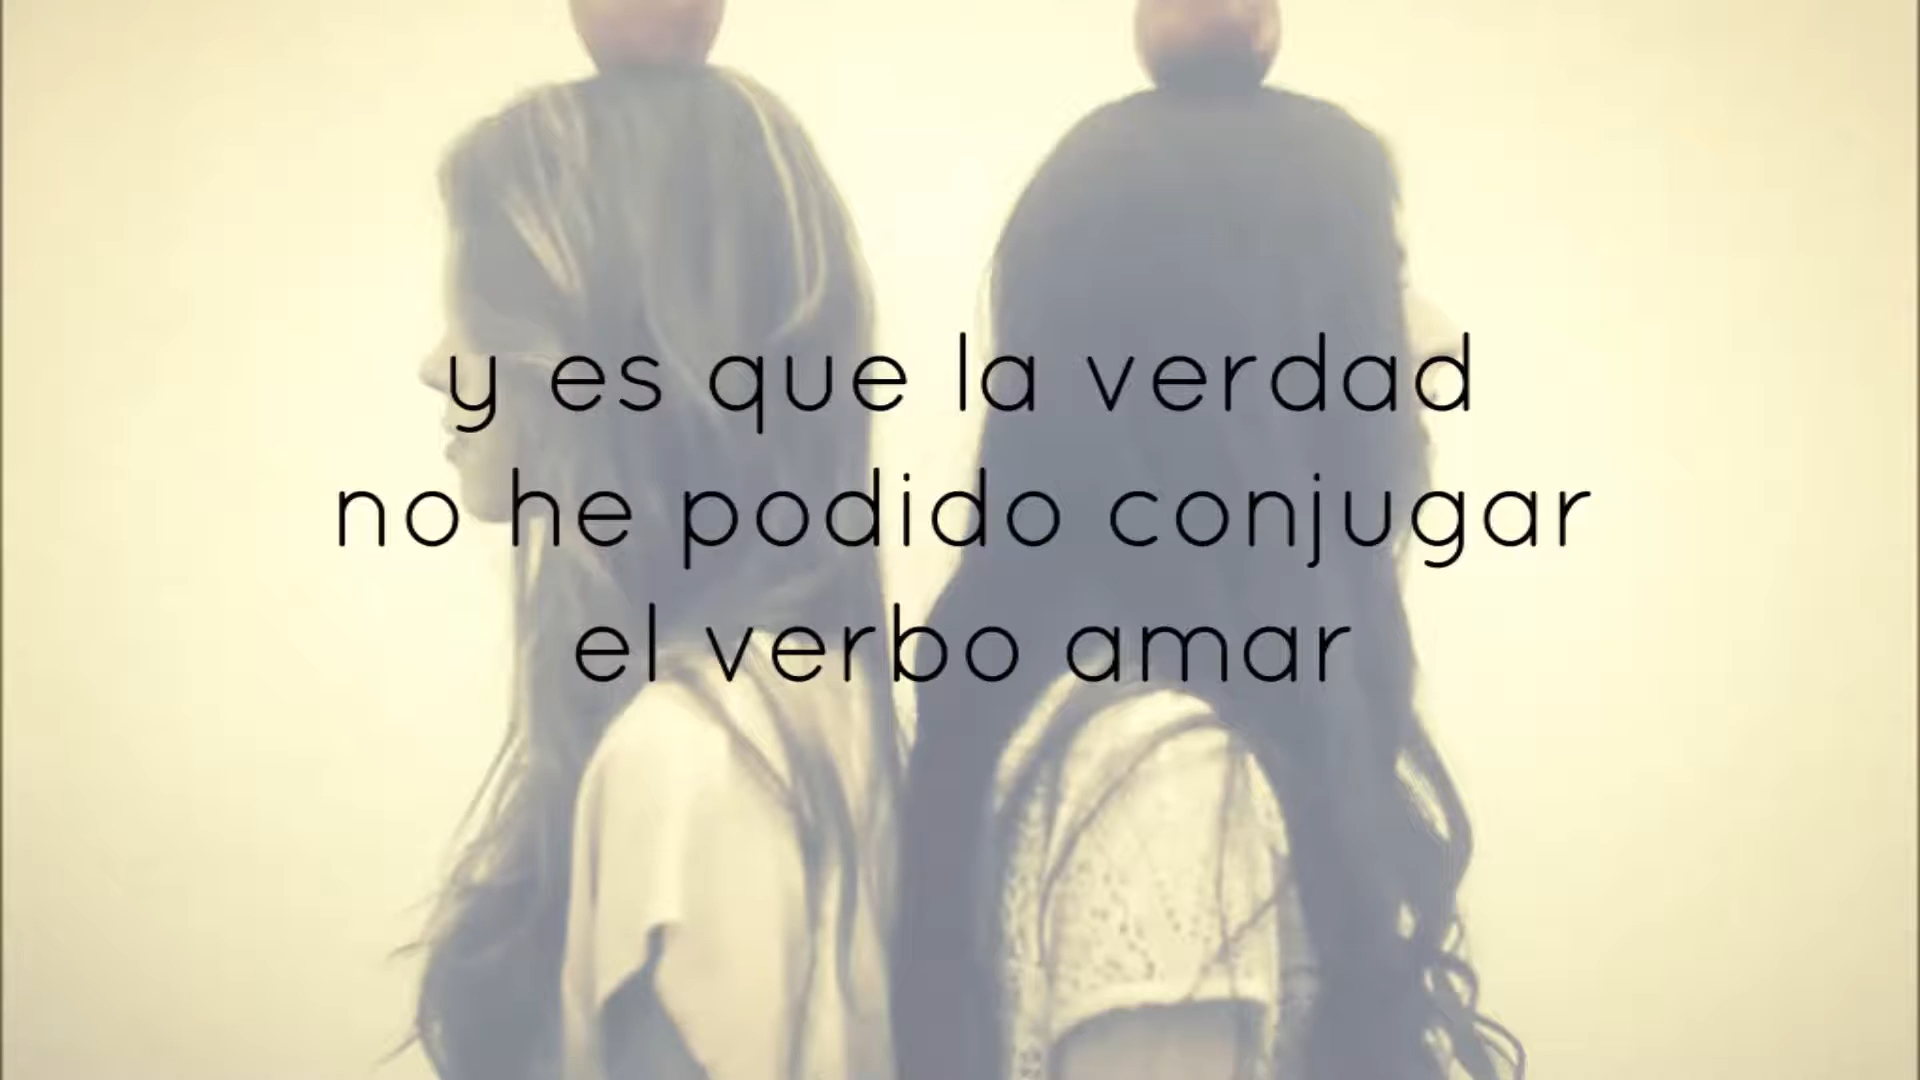 y es que la verdad
no he podido conjugar
el verbo amar